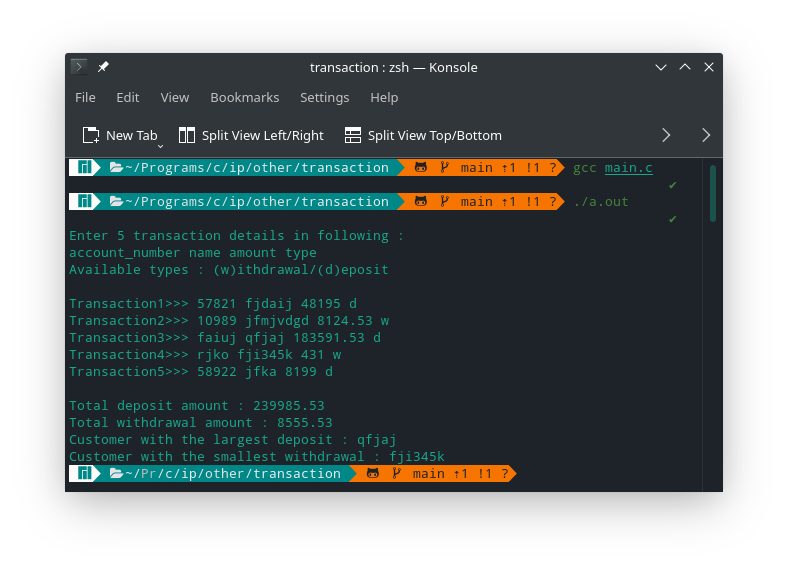 transaction : zsh — Konsole
File Edit View Bookmarks Settings Help
New Tab Split View Left/Right Split View Top/Bottom
~/Programs/c/ip/other/transaction main ⇡1 !1 ? gcc main.c
✔
~/Programs/c/ip/other/transaction main ⇡1 !1 ? ./a.out
✔
Enter 5 transaction details in following :
account_number name amount type
Available types : (w)ithdrawal/(d)eposit
Transaction1>>> 57821 fjdaij 48195 d
Transaction2>>> 10989 jfmjvdgd 8124.53 w
Transaction3>>> faiuj qfjaj 183591.53 d
Transaction4>>> rjko fji345k 431 w
Transaction5>>> 58922 jfka 8199 d
Total deposit amount : 239985.53
Total withdrawal amount : 8555.53
Customer with the largest deposit : qfjaj
Customer with the smallest withdrawal : fji345k
~/Pr/c/ip/other/transaction main ⇡1 !1 ?